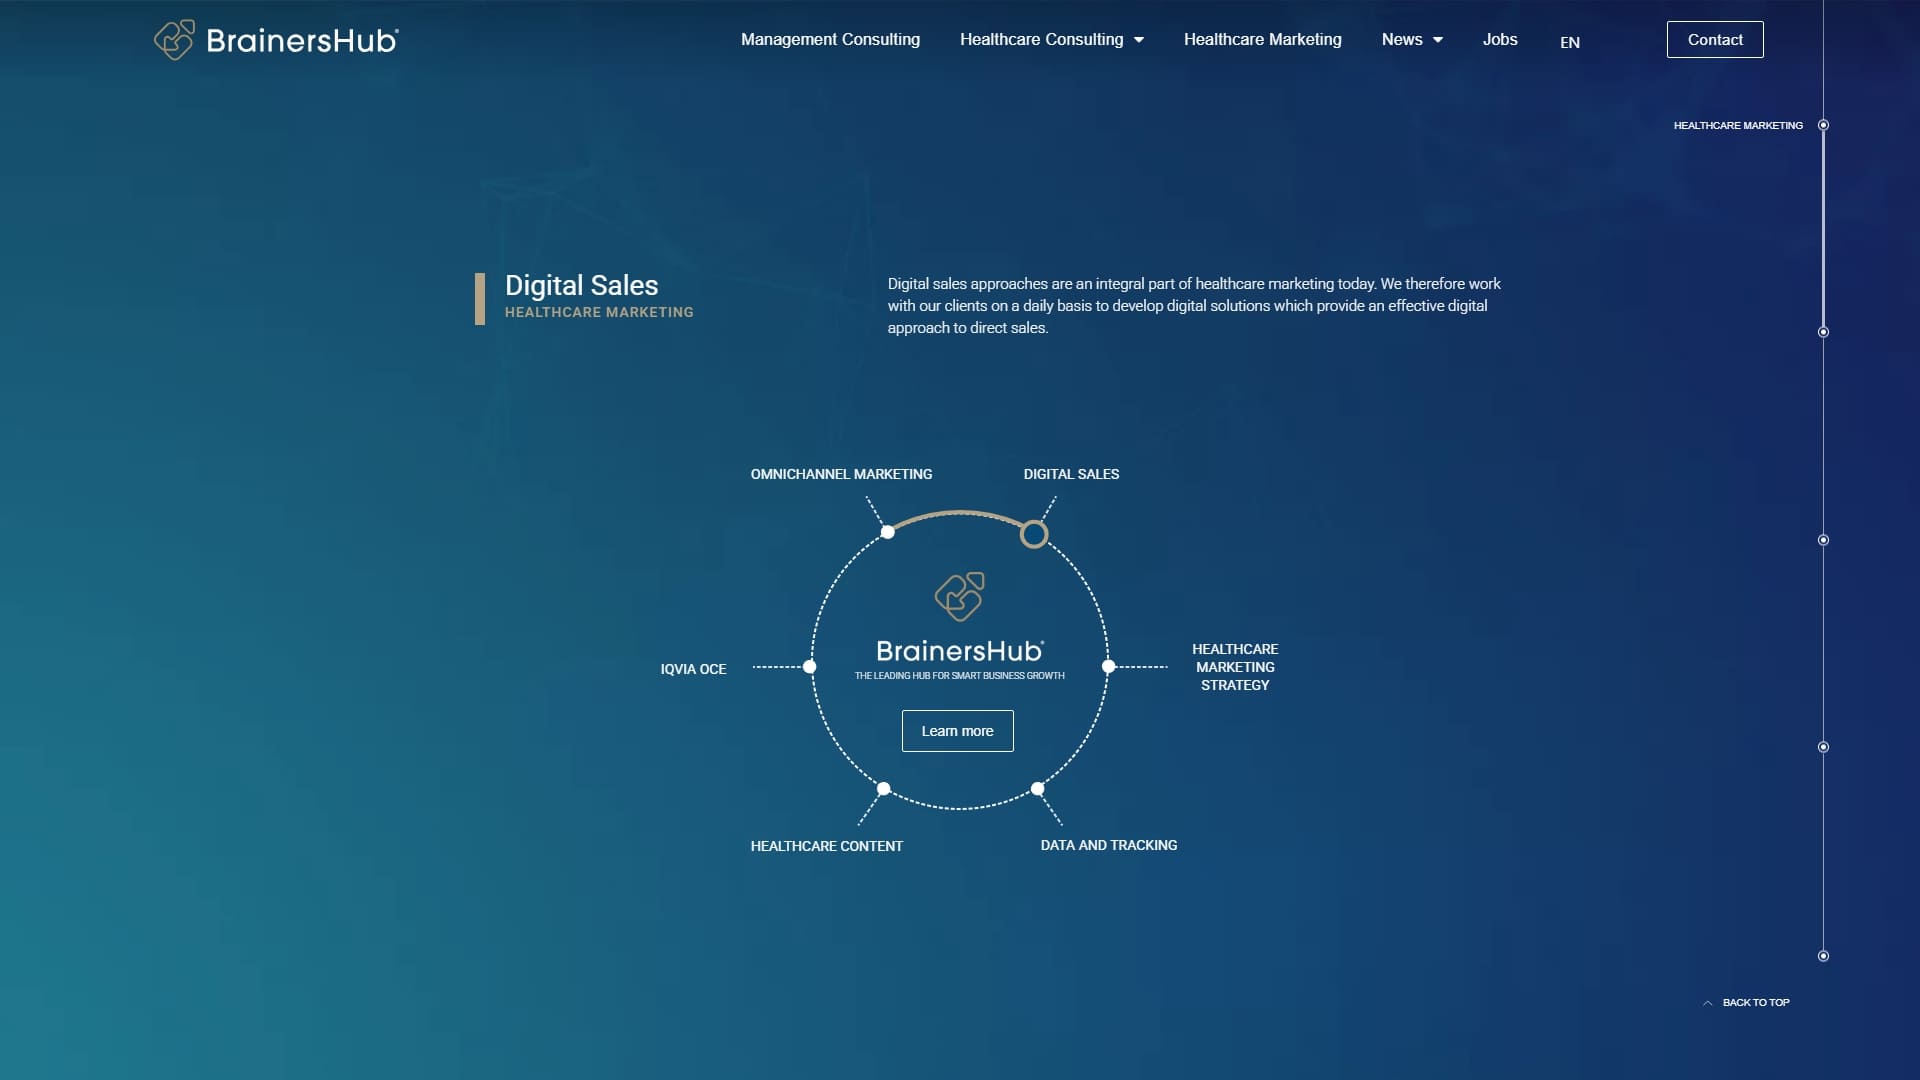 BrainersHub®
Management Consulting
Healthcare Consulting
Healthcare Marketing
News
Jobs
EN
Contact
HEALTHCARE MARKETING
Digital Sales
HEALTHCARE MARKETING
Digital sales approaches are an integral part of healthcare marketing today. We therefore work
with our clients on a daily basis to develop digital solutions which provide an effective digital
approach to direct sales.
OMNICHANNEL MARKETING
DIGITAL SALES
IQVIA OCE
BrainersHub®
THE LEADING HUB FOR SMART BUSINESS GROWTH
Learn more
HEALTHCARE
MARKETING
STRATEGY
HEALTHCARE CONTENT
DATA AND TRACKING
BACK TO TOP